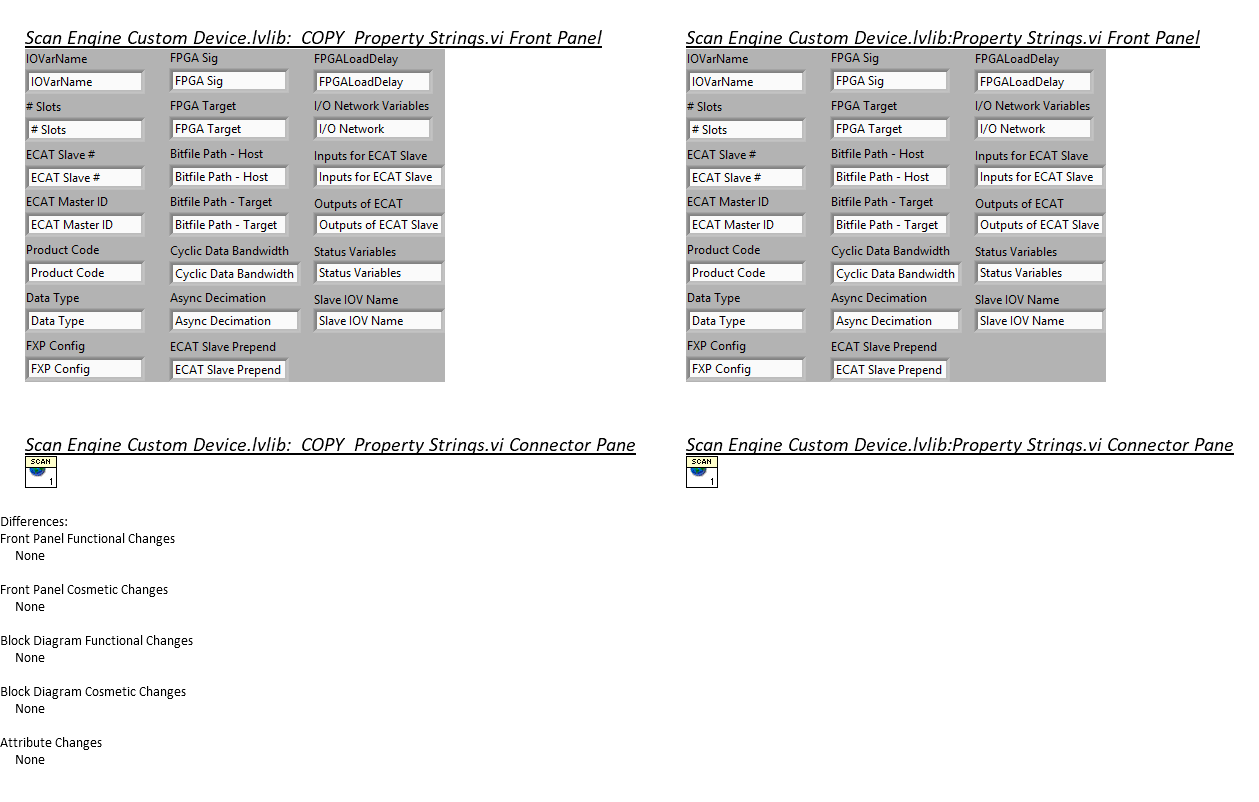 Scan Engine Custom Device.lvlib:_COPY_Property Strings.vi Front Panel
IOVarName FPGA Sig FPGALoadDelay
IOVarName FPGA Sig FPGALoadDelay
# Slots FPGA Target I/O Network Variables
# Slots FPGA Target I/O Network
ECAT Slave # Bitfile Path - Host Inputs for ECAT Slave
ECAT Slave # Bitfile Path - Host Inputs for ECAT Slave
ECAT Master ID Bitfile Path - Target Outputs of ECAT
ECAT Master ID Bitfile Path - Target Outputs of ECAT Slave
Product Code Cyclic Data Bandwidth Status Variables
Product Code Cyclic Data Bandwidth Status Variables
Data Type Async Decimation Slave IOV Name
Data Type Async Decimation Slave IOV Name
FXP Config ECAT Slave Prepend
FXP Config ECAT Slave Prepend
Scan Engine Custom Device.lvlib:Property Strings.vi Front Panel
IOVarName FPGA Sig FPGALoadDelay
IOVarName FPGA Sig FPGALoadDelay
# Slots FPGA Target I/O Network Variables
# Slots FPGA Target I/O Network
ECAT Slave # Bitfile Path - Host Inputs for ECAT Slave
ECAT Slave # Bitfile Path - Host Inputs for ECAT Slave
ECAT Master ID Bitfile Path - Target Outputs of ECAT
ECAT Master ID Bitfile Path - Target Outputs of ECAT Slave
Product Code Cyclic Data Bandwidth Status Variables
Product Code Cyclic Data Bandwidth Status Variables
Data Type Async Decimation Slave IOV Name
Data Type Async Decimation Slave IOV Name
FXP Config ECAT Slave Prepend
FXP Config ECAT Slave Prepend
Scan Engine Custom Device.lvlib:_COPY_Property Strings.vi Connector Pane
SCAN
1
Scan Engine Custom Device.lvlib:Property Strings.vi Connector Pane
SCAN
1
Differences:
Front Panel Functional Changes
None
Front Panel Cosmetic Changes
None
Block Diagram Functional Changes
None
Block Diagram Cosmetic Changes
None
Attribute Changes
None